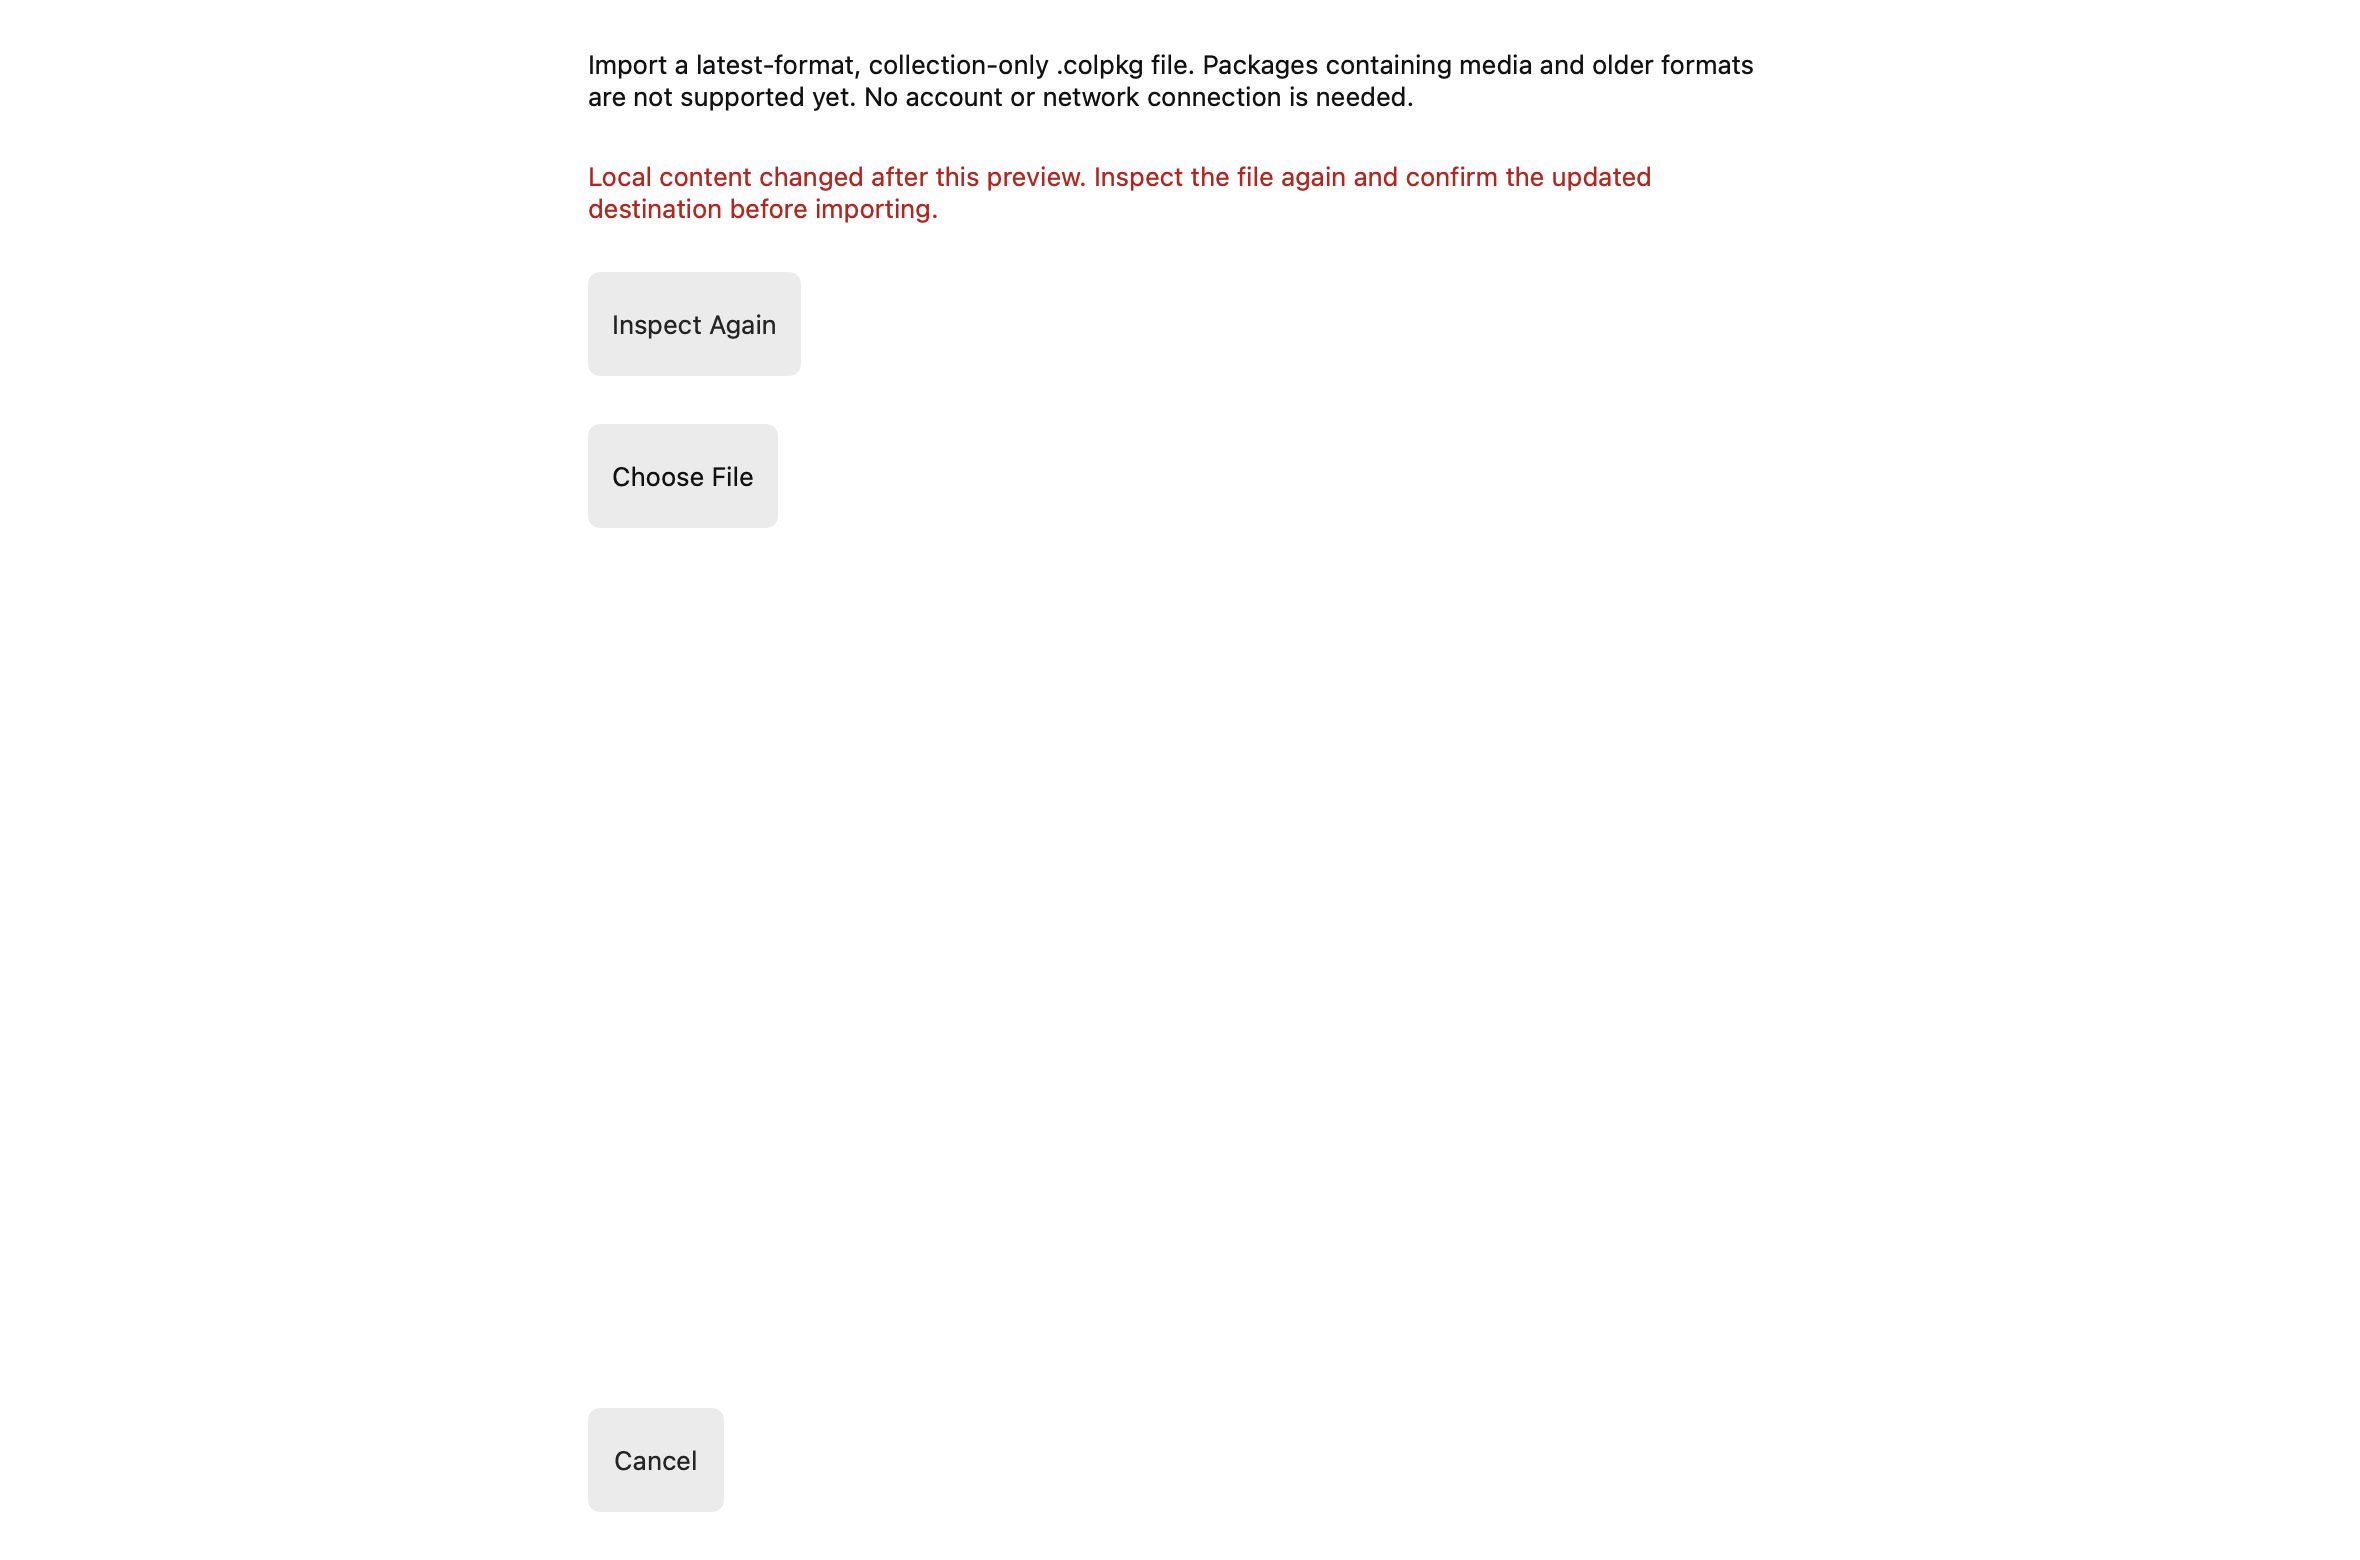 Import a latest-format, collection-only .colpkg file. Packages containing media and older formats
are not supported yet. No account or network connection is needed.
Local content changed after this preview. Inspect the file again and confirm the updated
destination before importing.
Inspect Again
Choose File
Cancel